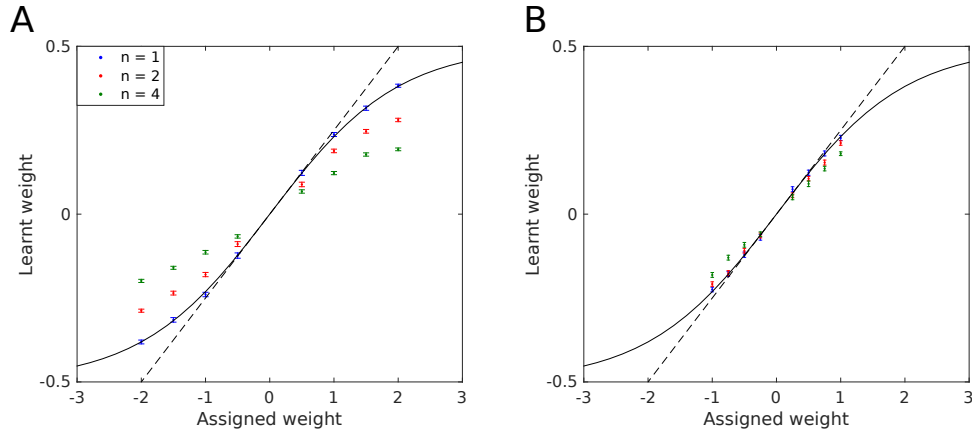 A
0.5
n = 1
n = 2
n = 4
Learnt weight
0
-0.5
-3 -2 -1 0 1 2 3
Assigned weight
B
0.5
Learnt weight
0
-0.5
-3 -2 -1 0 1 2 3
Assigned weight